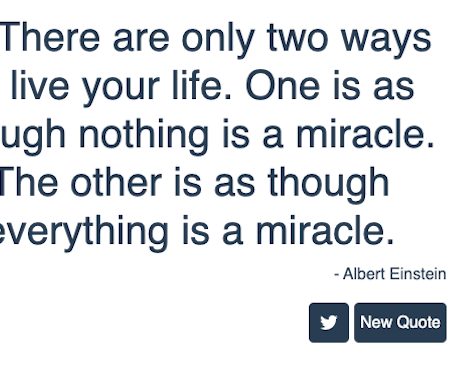 There are only two ways
live your life. One is as
ugh nothing is a miracle.
The other is as though
everything is a miracle.
- Albert Einstein
New Quote